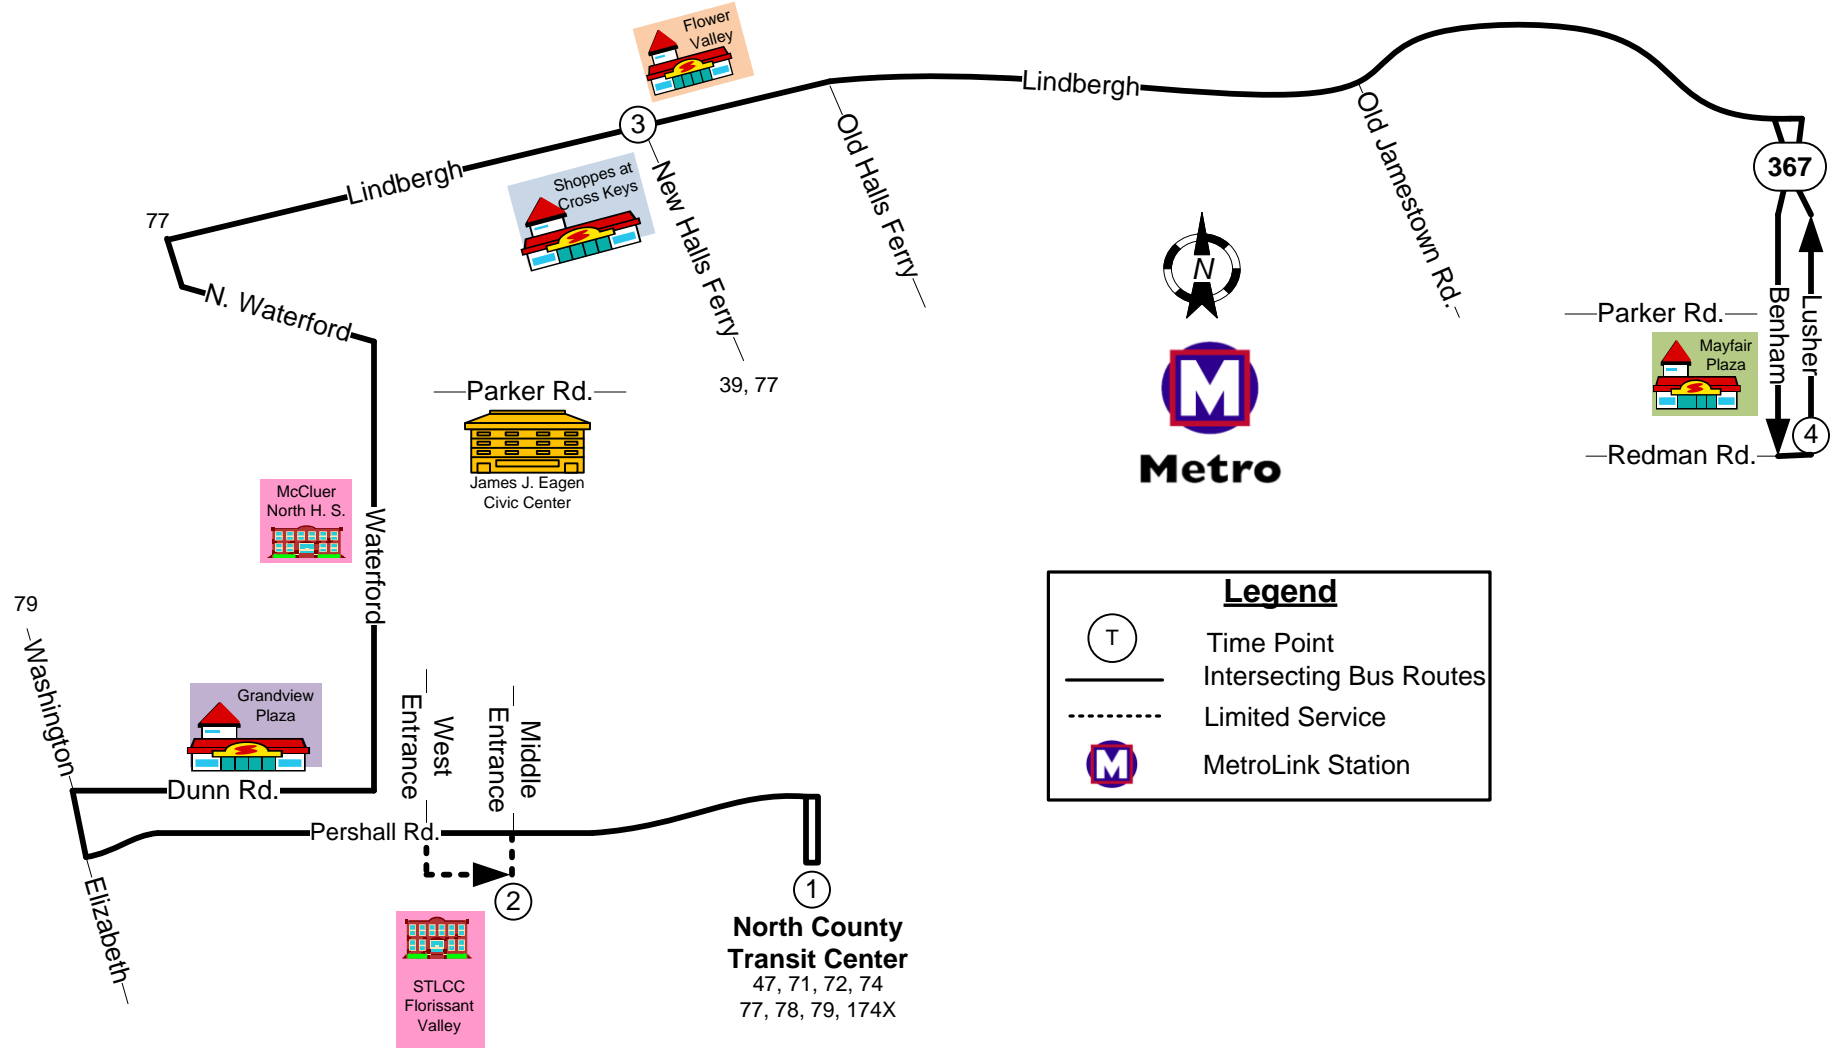 Flower
Valley
Lindbergh
3
Old Halls Ferry
Old Jamestown Rd.
367
Lindbergh
Shoppes at
Cross Keys
New Halls Ferry
77
N. Waterford
N
Parker Rd.
Benham
Lusher
Mayfair
Plaza
39, 77
Parker Rd.
M
Metro
4
Redman Rd.
James J. Eagen
Civic Center
McCluer
North H. S.
Waterford
79
Washington
Legend
T
Time Point
Intersecting Bus Routes
Limited Service
M
MetroLink Station
Grandview
Plaza
West
Entrance
Middle
Entrance
Dunn Rd.
Pershall Rd.
Elizabeth
2
1
North County
Transit Center
47, 71, 72, 74
77, 78, 79, 174X
STLCC
Florissant
Valley